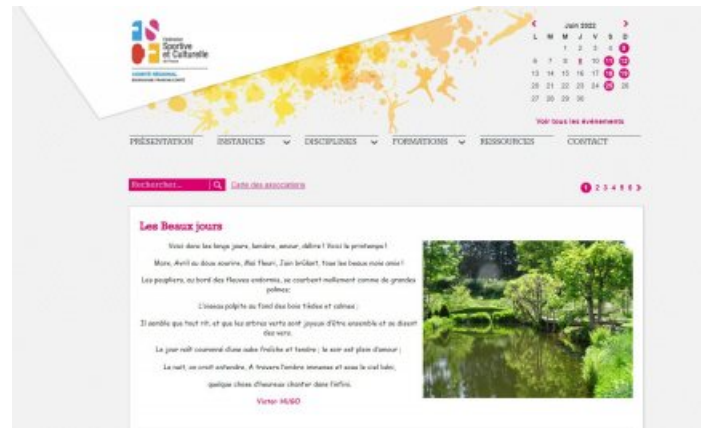 Fédération
Sportive
et Culturelle
de France
COMITÉ RÉGIONAL
BOURGOGNE-FRANCHE-COMTÉ
Juin 2022
L M M J V S D
1 2 3 4 5
6 7 8 9 10 11 12
13 14 15 16 17 18 19
20 21 22 23 24 25 26
27 28 29 30
Voir tous les événements
PRÉSENTATION INSTANCES DISCIPLINES FORMATIONS RESSOURCES CONTACT
Rechercher... Carte des associations
1 2 3 4 5 6
Les Beaux jours
Voici donc les longs jours, lumière, amour, délire ! Voici le printemps !
Mars, Avril au doux sourire, Mai fleuri, Juin brûlant, tous les beaux mois amis !
Les peupliers, au bord des fleuves endormis, se courbent mollement comme de grandes
palmes;
L'oiseau palpite au fond des bois tièdes et calmes ;
Il semble que tout rit, et que les arbres verts sont joyeux d'être ensemble et se disent
des vers.
Le jour naît couronné d'une aube fraîche et tendre ; le soir est plein d'amour ;
La nuit, on croit entendre, A travers l'ombre immense et sous le ciel béni,
quelque chose d'heureux chanter dans l'infini.
Victor HUGO